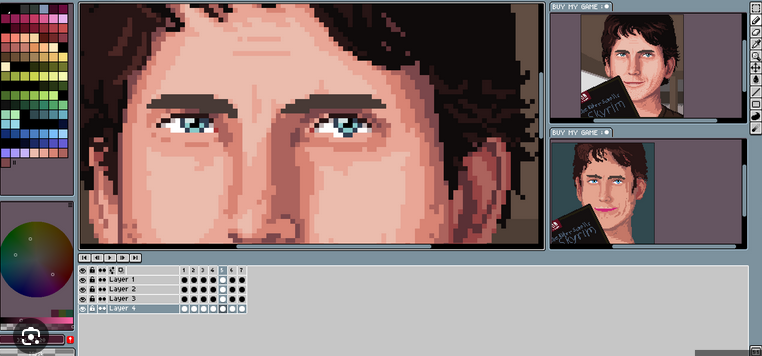 BUY MY GAME
Skyrim
BUY MY GAME
Skyrim
1 2 3 4 5 6 7
Layer 1
Layer 2
Layer 3
Layer 4